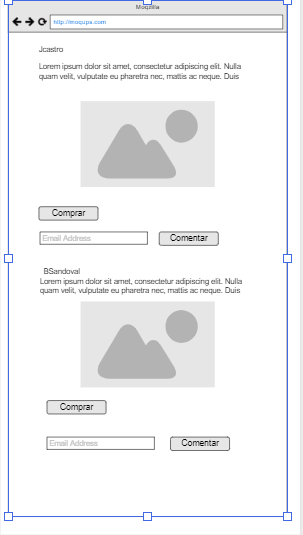 Moqzilla
http://moqups.com
Jcastro
Lorem ipsum dolor sit amet, consectetur adipiscing elit. Nulla
quam velit, vulputate eu pharetra nec, mattis ac neque. Duis
Comprar
Email Address
Comentar
BSandoval
Lorem ipsum dolor sit amet, consectetur adipiscing elit. Nulla
quam velit, vulputate eu pharetra nec, mattis ac neque. Duis
Comprar
Email Address
Comentar